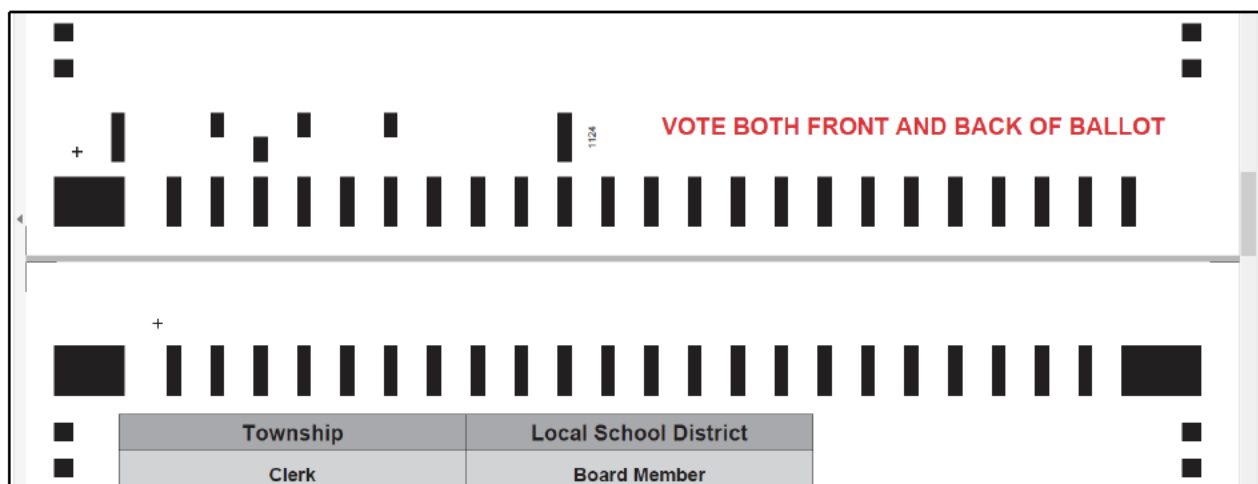 VOTE BOTH FRONT AND BACK OF BALLOT
1124
Township Local School District
Clerk Board Member